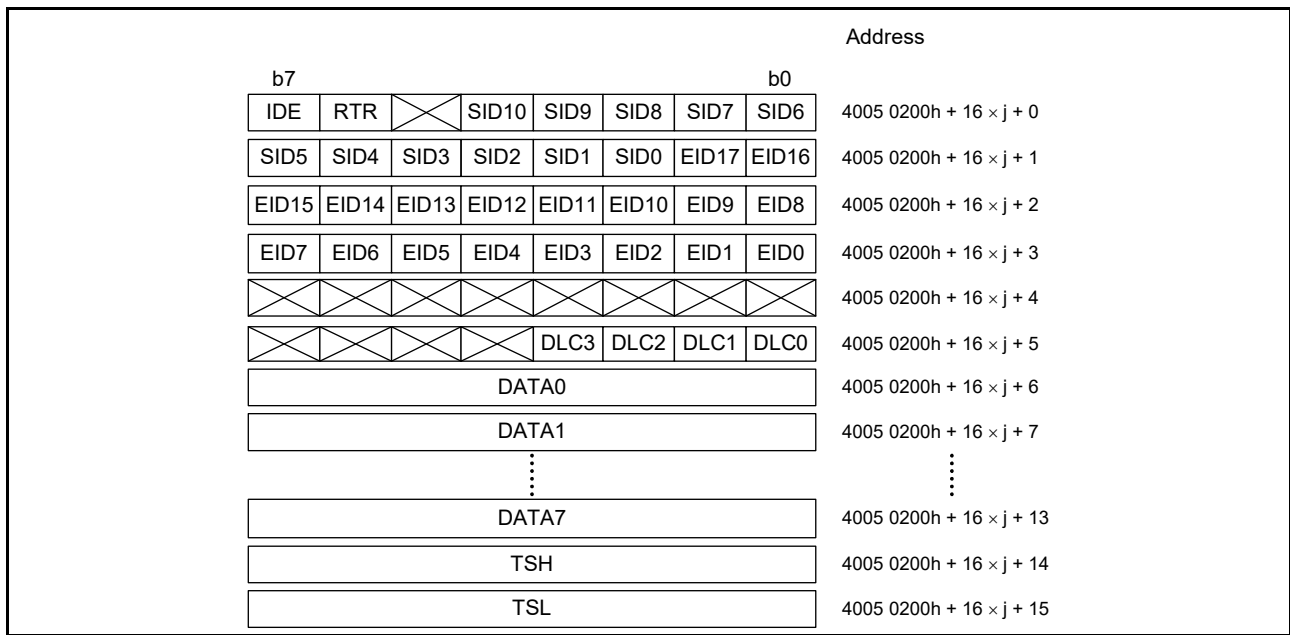 Address
b7 b0
IDE RTR SID10 SID9 SID8 SID7 SID6 4005 0200h + 16 × j + 0
SID5 SID4 SID3 SID2 SID1 SID0 EID17 EID16 4005 0200h + 16 × j + 1
EID15 EID14 EID13 EID12 EID11 EID10 EID9 EID8 4005 0200h + 16 × j + 2
EID7 EID6 EID5 EID4 EID3 EID2 EID1 EID0 4005 0200h + 16 × j + 3
4005 0200h + 16 × j + 4
DLC3 DLC2 DLC1 DLC0 4005 0200h + 16 × j + 5
DATA0 4005 0200h + 16 × j + 6
DATA1 4005 0200h + 16 × j + 7
DATA7 4005 0200h + 16 × j + 13
TSH 4005 0200h + 16 × j + 14
TSL 4005 0200h + 16 × j + 15